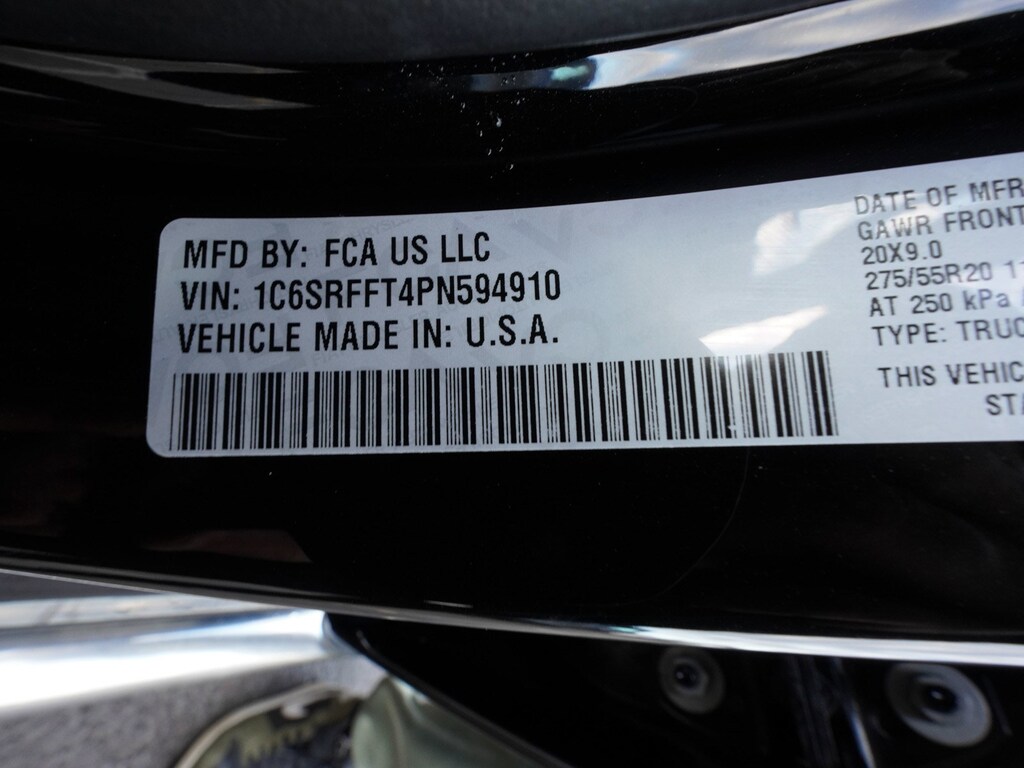 MFD BY: FCA US LLC
VIN: 1C6SRFFT4PN594910
VEHICLE MADE IN: U.S.A.
DATE OF MFR
GAWR FRONT
20X9.0
275/55R20
AT 250 kPa
TYPE: TRUC
THIS VEHIC
STA